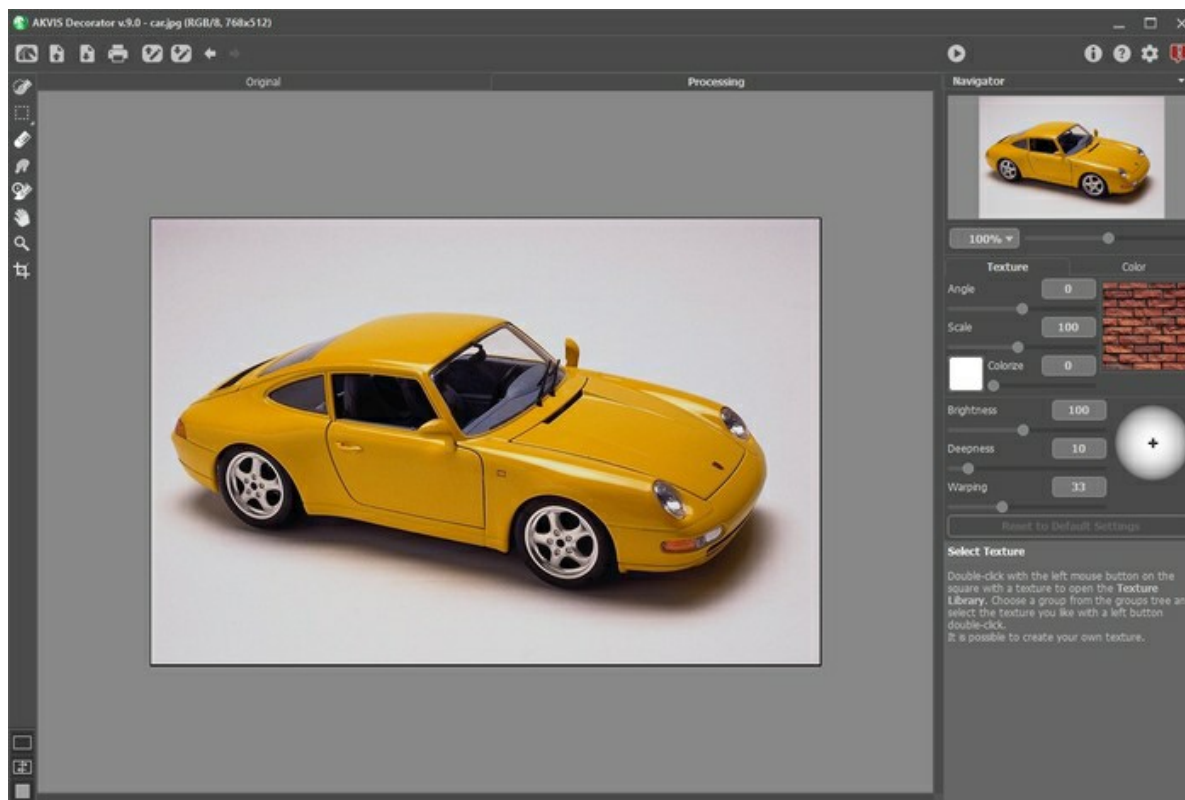 AKVIS Decorator v.9.0 - car.jpg (RGB/8, 768x512)
Original
Processing
Navigator
100%
Texture
Color
Angle
0
Scale
100
Colorize
0
Brightness
100
Deepness
10
Warping
33
Reset to Default Settings
Select Texture
Double-click with the left mouse button on the
square with a texture to open the Texture
Library. Choose a group from the groups tree an
select the texture you like with a left button
double-click.
It is possible to create your own texture.